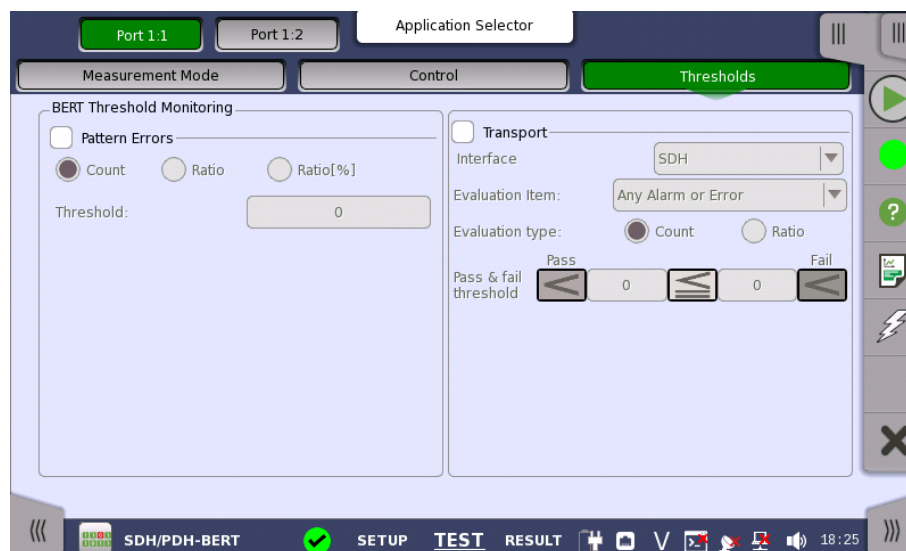 Application Selector
Port 1:1
Port 1:2
Measurement Mode
Control
Thresholds
BERT Threshold Monitoring
Pattern Errors
Count
Ratio
Ratio[%]
Threshold:
0
Transport
Interface
SDH
Evaluation Item:
Any Alarm or Error
Evaluation type:
Count
Ratio
Pass
Fail
Pass & fail
threshold
<
0
≦
0
<
?
SDH/PDH-BERT
SETUP
TEST
RESULT
18:25